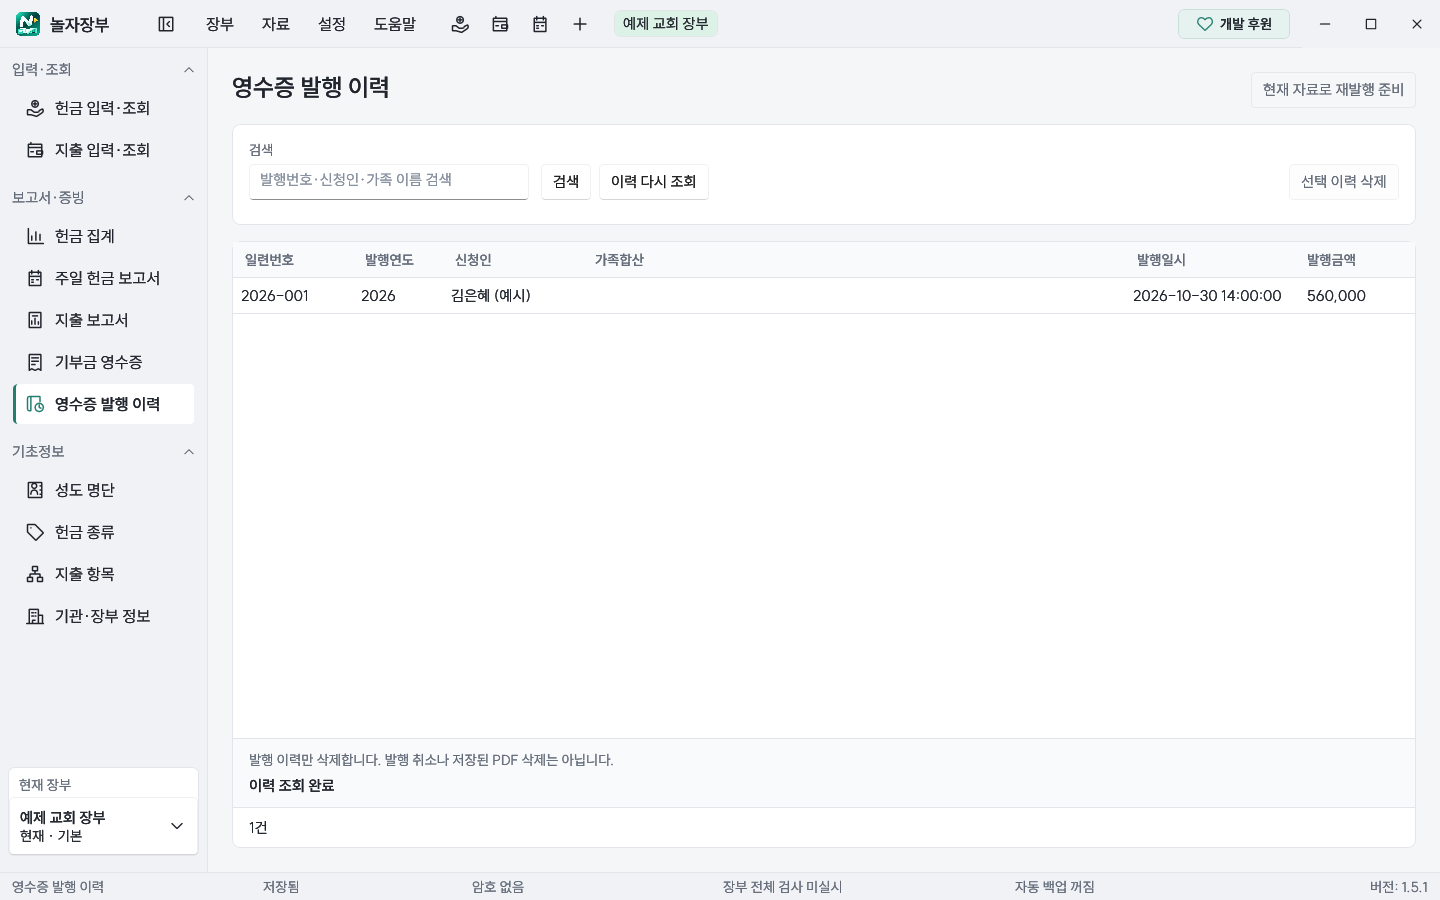 놀자장부
장부 자료 설정 도움말 예제 교회 장부 개발 후원
입력·조회
헌금 입력·조회
지출 입력·조회
보고서·증빙
헌금 집계
주일 헌금 보고서
지출 보고서
기부금 영수증
영수증 발행 이력
기초정보
성도 명단
헌금 종류
지출 항목
기관·장부 정보
현재 장부
예제 교회 장부
현재 · 기본
영수증 발행 이력
현재 자료로 재발행 준비
검색
발행번호·신청인·가족 이름 검색 검색 이력 다시 조회 선택 이력 삭제
일련번호 발행연도 신청인 가족합산 발행일시 발행금액
2026-001 2026 김은혜 (예시) 2026-10-30 14:00:00 560,000
발행 이력만 삭제합니다. 발행 취소나 저장된 PDF 삭제는 아닙니다.
이력 조회 완료
1건
영수증 발행 이력 저장됨 암호 없음 장부 전체 검사 미실시 자동 백업 꺼짐 버전: 1.5.1